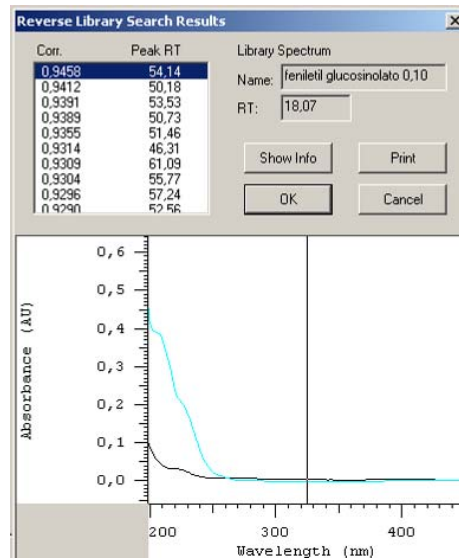 Reverse Library Search Results
Corr. Peak RT
0,9458 54,14
0,9412 50,18
0,9391 53,53
0,9389 50,73
0,9355 51,46
0,9314 46,31
0,9309 61,09
0,9304 55,77
0,9296 57,24
0,9290 52,56
Library Spectrum
Name: feniletil glucosinolato 0,10
RT: 18,07
Show Info Print
OK Cancel
Absorbance (AU)
0,6
0,5
0,4
0,3
0,2
0,1
0,0
200 300 400
Wavelength (nm)